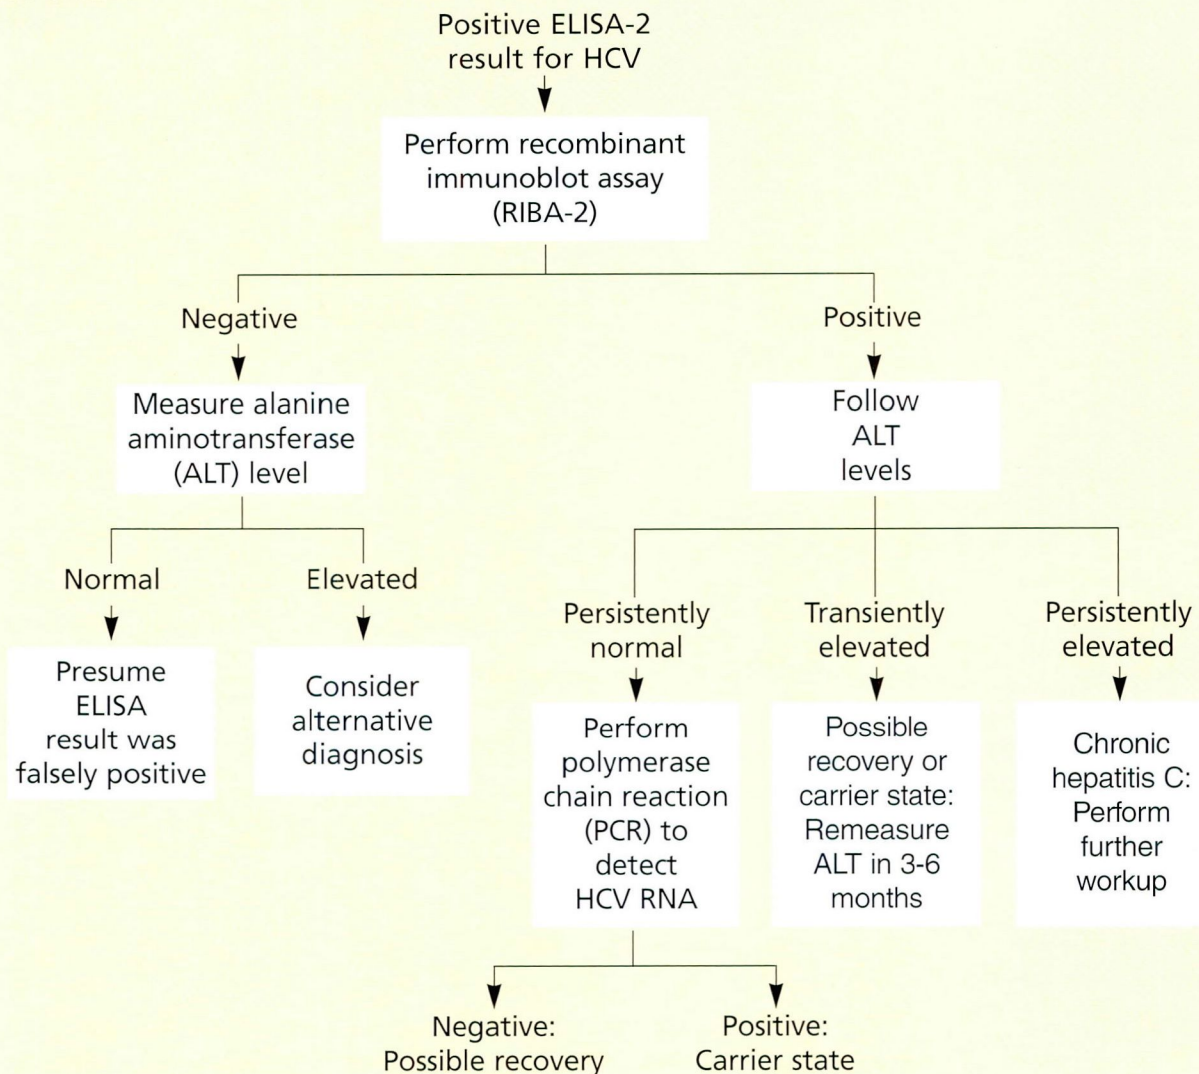 Positive ELISA-2
result for HCV
Perform recombinant
immunoblot assay
(RIBA-2)
Negative
Positive
Measure alanine
aminotransferase
(ALT) level
Follow
ALT
levels
Normal
Elevated
Persistently
normal
Transiently
elevated
Persistently
elevated
Presume
ELISA
result was
falsely positive
Consider
alternative
diagnosis
Perform
polymerase
chain reaction
(PCR) to
detect
HCV RNA
Possible
recovery or
carrier state:
Remeasure
ALT in 3-6
months
Chronic
hepatitis C:
Perform
further
workup
Negative:
Possible recovery
Positive:
Carrier state